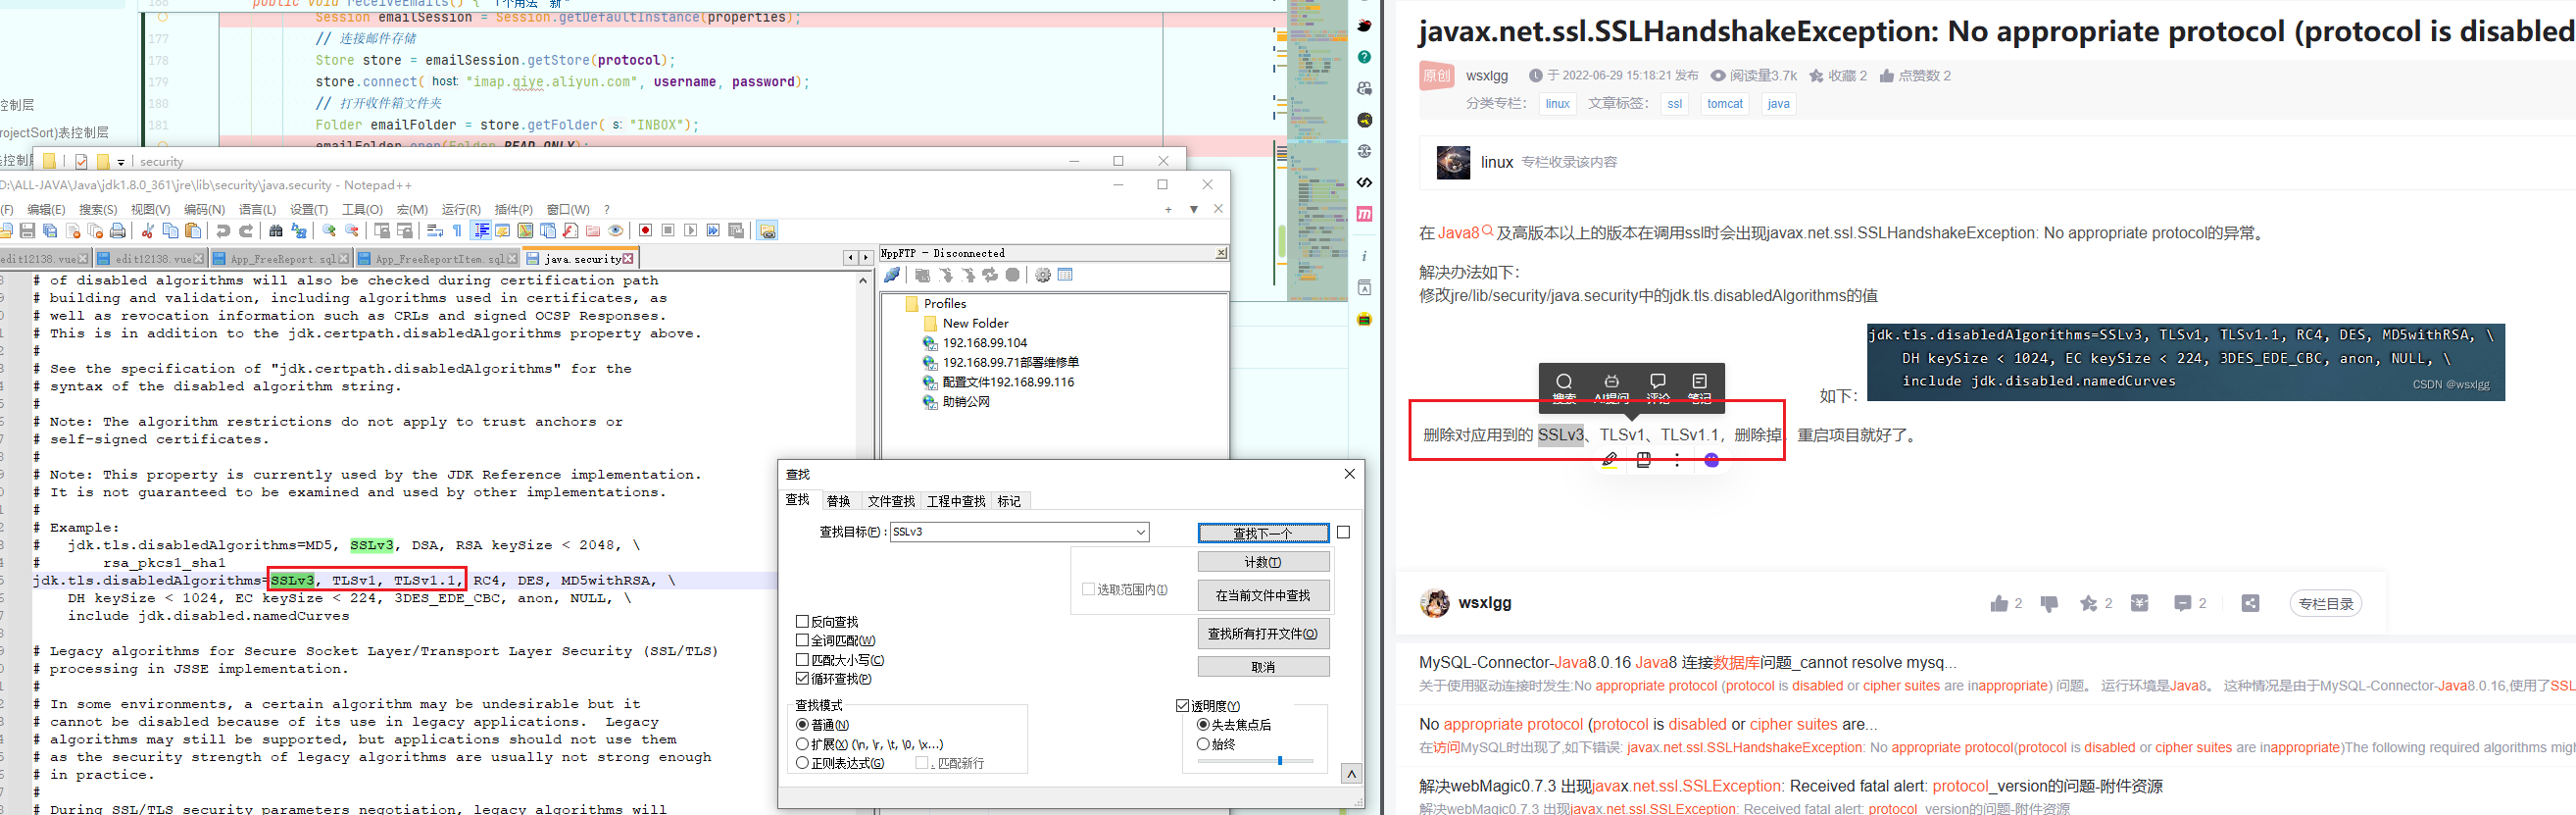 public void receiveEmails() { 1个用法 新*
Session emailSession = Session.getDefaultInstance(properties);
177 // 连接邮件存储
178 Store store = emailSession.getStore(protocol);
179 store.connect( host: "imap.qiye.aliyun.com", username, password);
180 // 打开收件箱文件夹
181 Folder emailFolder = store.getFolder( s: "INBOX");
emailFolder.open(Folder.READ_ONLY);
控制层
rojectSort)表控制层
表控制层
security
D:\ALL-JAVA\Java\jdk1.8.0_361\jre\lib\security\java.security - Notepad++
(F) 编辑(E) 搜索(S) 视图(V) 编码(N) 语言(L) 设置(T) 工具(O) 宏(M) 运行(R) 插件(P) 窗口(W) ?
edit12138.vue edit12138.vue App_FreeReport.sql App_FreeReportItem.sql java.security
# of disabled algorithms will also be checked during certification path
# building and validation, including algorithms used in certificates, as
# well as revocation information such as CRLs and signed OCSP Responses.
# This is in addition to the jdk.certpath.disabledAlgorithms property above.
#
# See the specification of "jdk.certpath.disabledAlgorithms" for the
# syntax of the disabled algorithm string.
#
# Note: The algorithm restrictions do not apply to trust anchors or
# self-signed certificates.
#
# Note: This property is currently used by the JDK Reference implementation.
# It is not guaranteed to be examined and used by other implementations.
#
# Example:
#   jdk.tls.disabledAlgorithms=MD5, SSLv3, DSA, RSA keySize < 2048, \
#       rsa_pkcs1_sha1
jdk.tls.disabledAlgorithms=SSLv3, TLSv1, TLSv1.1, RC4, DES, MD5withRSA, \
DH keySize < 1024, EC keySize < 224, 3DES_EDE_CBC, anon, NULL, \
include jdk.disabled.namedCurves
# Legacy algorithms for Secure Socket Layer/Transport Layer Security (SSL/TLS)
# processing in JSSE implementation.
#
# In some environments, a certain algorithm may be undesirable but it
# cannot be disabled because of its use in legacy applications.  Legacy
# algorithms may still be supported, but applications should not use them
# as the security strength of legacy algorithms are usually not strong enough
# in practice.
#
# During SSL/TLS security parameters negotiation, legacy algorithms will
NppFTP - Disconnected
Profiles
New Folder
192.168.99.104
192.168.99.71部署维修单
配置文件192.168.99.116
助销公网
查找
查找 替换 文件查找 工程中查找 标记
查找目标(F) : SSLv3
查找下一个
计数(T)
选取范围内(I)
在当前文件中查找
查找所有打开文件(O)
取消
反向查找
全词匹配(W)
匹配大小写(C)
循环查找(P)
查找模式
普通(N)
扩展(X) (\n, \r, \t, \0, \x...)
正则表达式(G)
. 匹配新行
透明度(Y)
失去焦点后
始终
javax.net.ssl.SSLHandshakeException: No appropriate protocol (protocol is disabled
原创 wsxlgg 于 2022-06-29 15:18:21 发布 阅读量3.7k 收藏 2 点赞数 2
分类专栏: linux 文章标签: ssl tomcat java
linux 专栏收录该内容
在 Java8 及高版本以上的版本在调用ssl时会出现javax.net.ssl.SSLHandshakeException: No appropriate protocol的异常。
解决办法如下:
修改jre/lib/security/java.security中的jdk.tls.disabledAlgorithms的值
如下:
jdk.tls.disabledAlgorithms=SSLv3, TLSv1, TLSv1.1, RC4, DES, MD5withRSA, \
DH keySize < 1024, EC keySize < 224, 3DES_EDE_CBC, anon, NULL, \
include jdk.disabled.namedCurves
CSDN @wsxlgg
搜索 AI提问 评论 笔记
删除对应用到的 SSLv3、TLSv1、TLSv1.1，删除掉，重启项目就好了。
wsxlgg
2 2 2 专栏目录
MySQL-Connector-Java8.0.16 Java8 连接数据库问题_cannot resolve mysq...
关于使用驱动连接时发生:No appropriate protocol (protocol is disabled or cipher suites are inappropriate) 问题。 运行环境是Java8。 这种情况是由于MySQL-Connector-Java8.0.16,使用了SSL
No appropriate protocol (protocol is disabled or cipher suites are...
在访问MySQL时出现了,如下错误: javax.net.ssl.SSLHandshakeException: No appropriate protocol(protocol is disabled or cipher suites are inappropriate)The following required algorithms migh
解决webMagic0.7.3 出现javax.net.ssl.SSLException: Received fatal alert: protocol_version的问题-附件资源
解决webMagic0.7.3 出现javax.net.ssl.SSLException: Received fatal alert: protocol_version的问题-附件资源